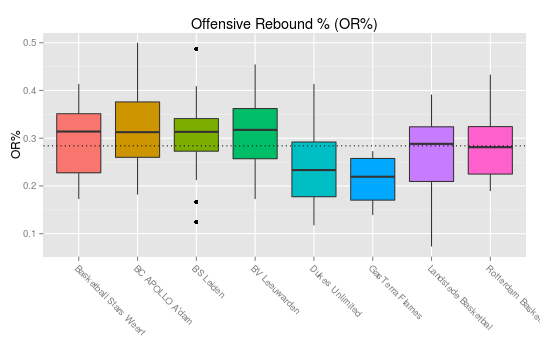 Offensive Rebound % (OR%)
OR%
0.5
0.4
0.3
0.2
0.1
Basketball Stars Weert
BC APOLLO A'dam
BS Leiden
BV Leeuwarden
Dukes Unlimited
GasTerra Flames
Landstede Basketbal
Rotterdam Baske